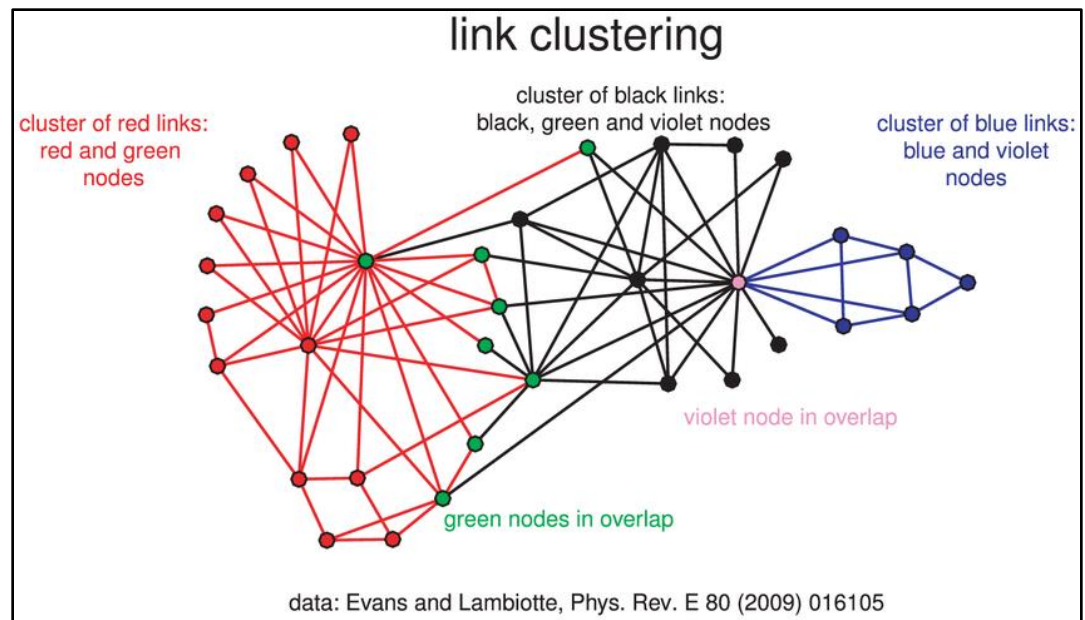 link clustering
cluster of red links:
red and green
nodes
cluster of black links:
black, green and violet nodes
cluster of blue links:
blue and violet
nodes
violet node in overlap
green nodes in overlap
data: Evans and Lambiotte, Phys. Rev. E 80 (2009) 016105